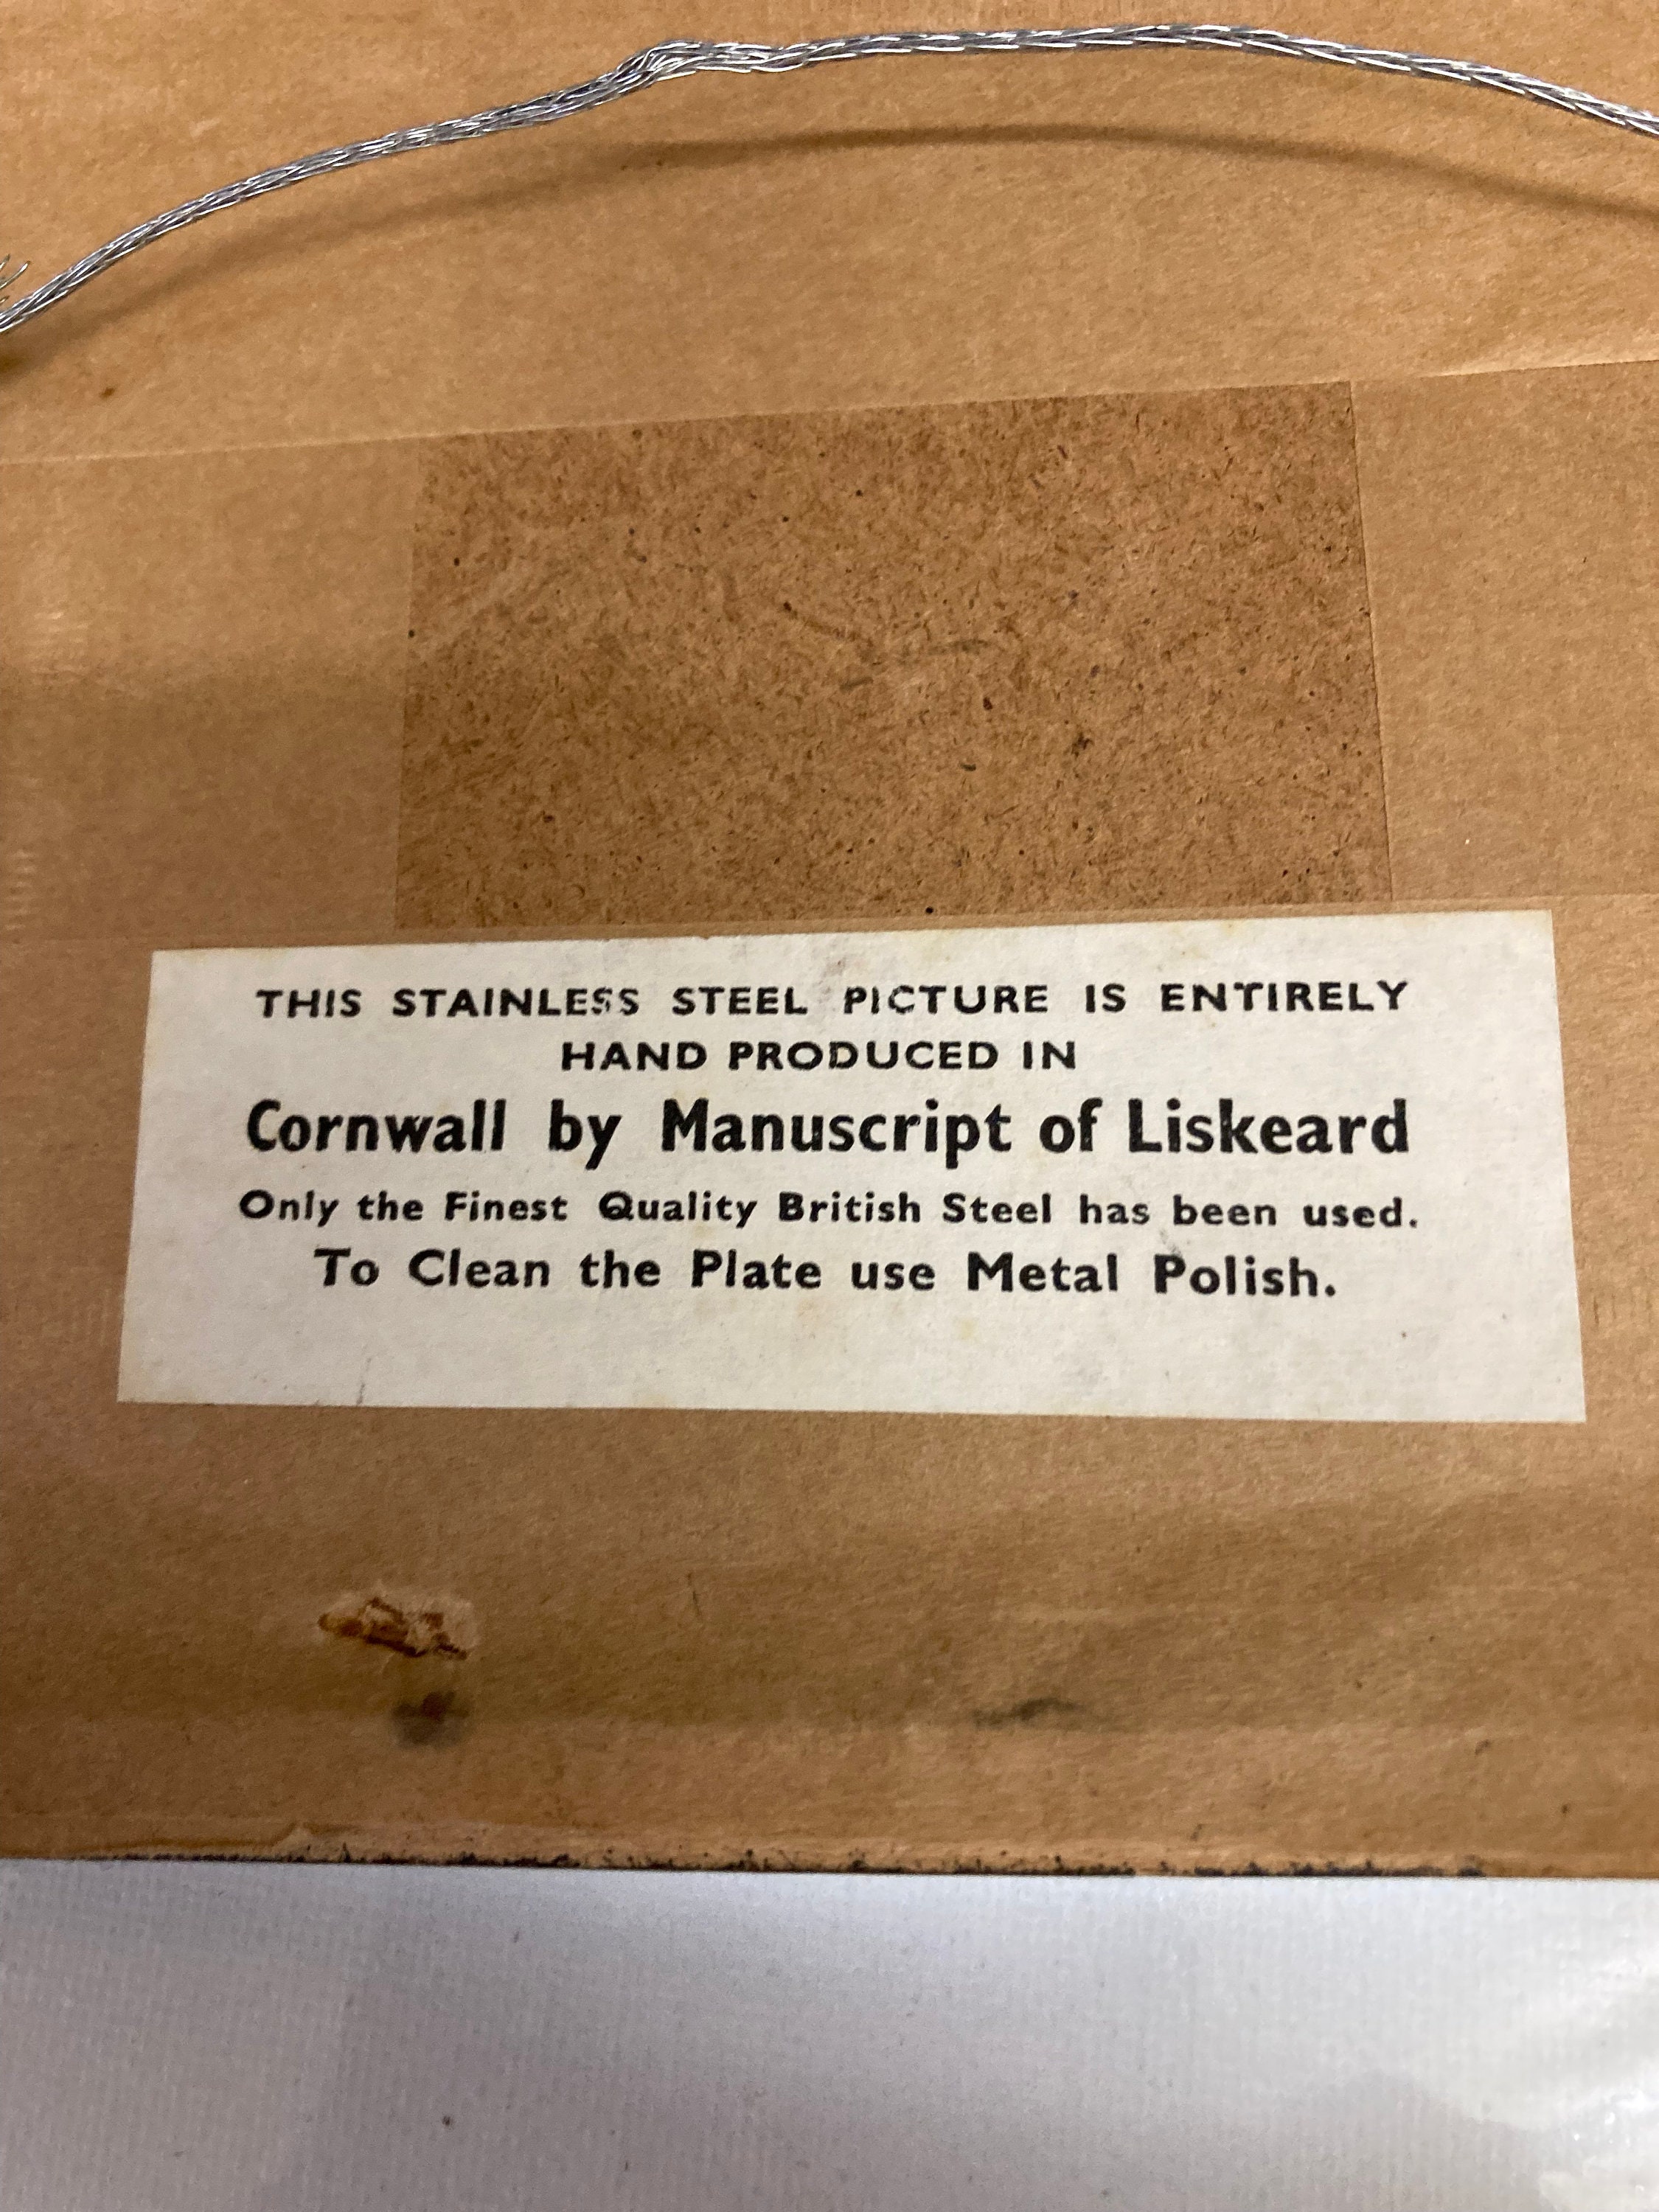 THIS STAINLESS STEEL PICTURE IS ENTIRELY
HAND PRODUCED IN
Cornwall by Manuscript of Liskeard
Only the Finest Quality British Steel has been used.
To Clean the Plate use Metal Polish.